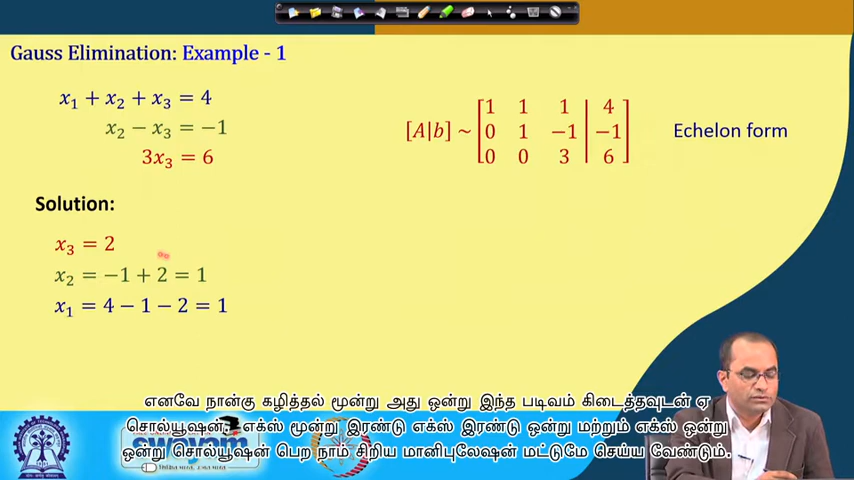 Gauss Elimination: Example - 1
x₁ + x₂ + x₃ = 4
x₂ − x₃ = −1
3x₃ = 6
[A|b] ~ [1 1 1 | 4
0 1 −1 | −1
0 0 3 | 6]
Echelon form
Solution:
x₃ = 2
x₂ = −1 + 2 = 1
x₁ = 4 − 1 − 2 = 1
எனவே நான்கு கழித்தல் மூன்று அது ஒன்று இந்த படிவம் கிடைத்தவுடன் ஏ
சொல்யூஷன். எக்ஸ் மூன்று இரண்டு எக்ஸ் இரண்டு ஒன்று மற்றும் எக்ஸ் ஒன்று
ஒன்று சொல்யூஷன் பெற நாம் சிறிய மானிபுலேஷன் மட்டுமே செய்ய வேண்டும்.
swayam